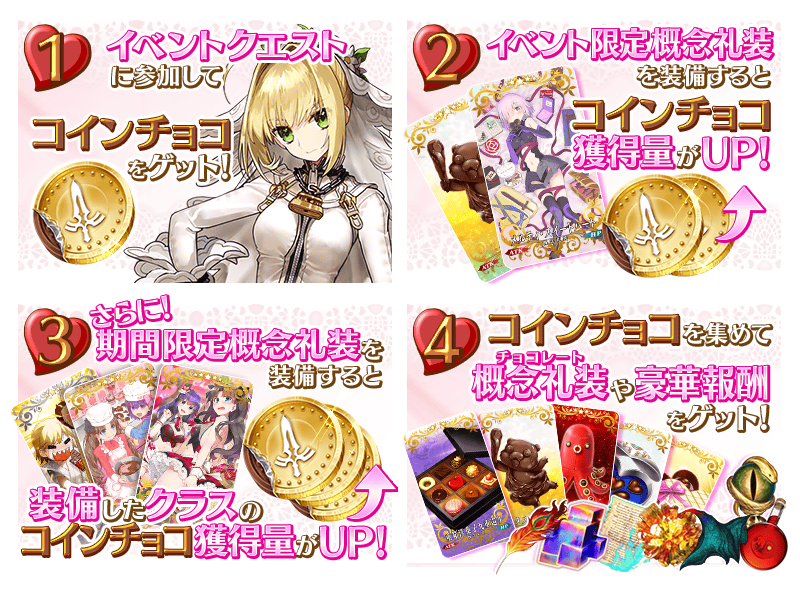 1
イベントクエスト
に参加して
コインチョコ
をゲット!
2
イベント限定概念礼装
を装備すると
コインチョコ
獲得量がUP!
ATK
ATK
HP
3
さらに!
期間限定概念礼装を
装備すると
装備したクラスの
コインチョコ獲得量がUP!
4
コインチョコを集めて
チョコレート
概念礼装や豪華報酬
をゲット!
ATK
HP